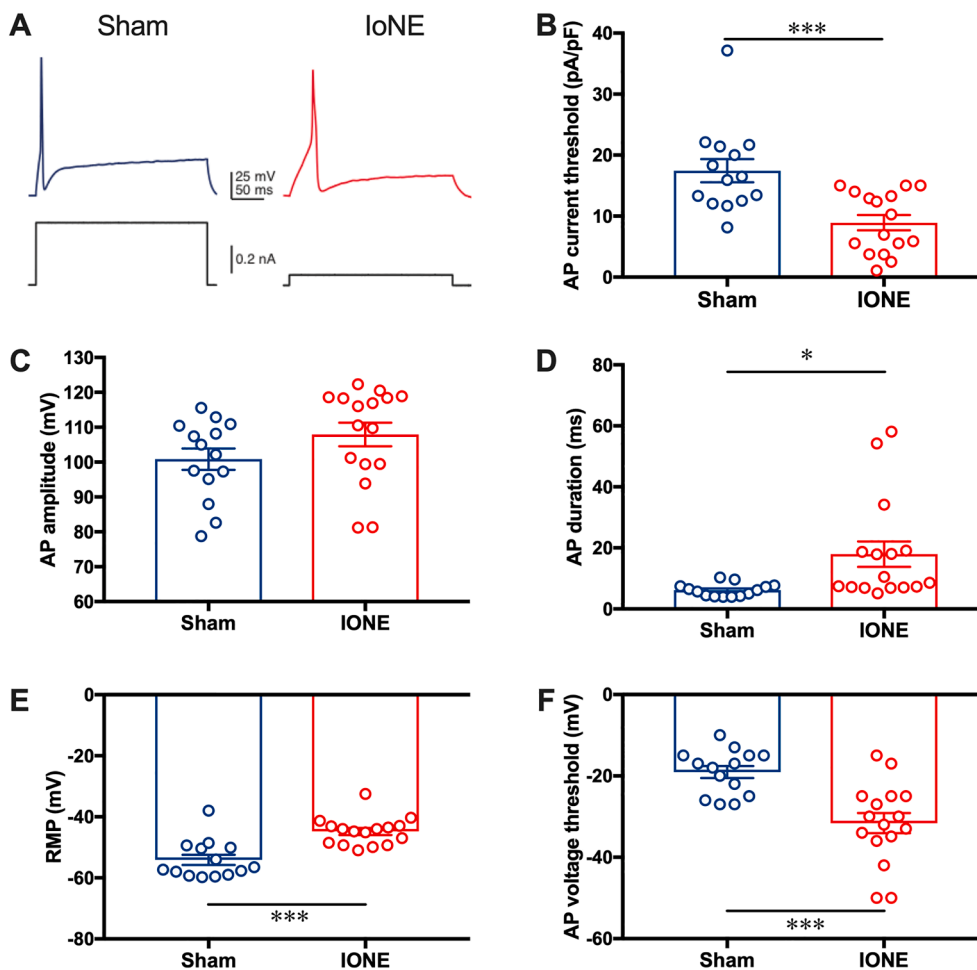 A
Sham
IoNE
25 mV
50 ms
0.2 nA
B
AP current threshold (pA/pF)
40
30
20
10
0
***
Sham
IONE
C
AP amplitude (mV)
130
120
110
100
90
80
70
60
Sham
IONE
D
AP duration (ms)
80
60
40
20
0
*
Sham
IONE
E
RMP (mV)
0
-20
-40
-60
-80
***
Sham
IONE
F
AP voltage threshold (mV)
0
-20
-40
-60
***
Sham
IONE